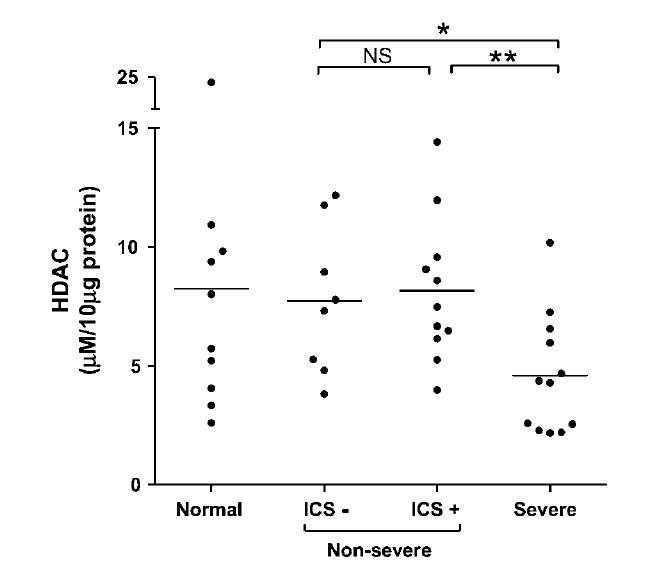 *
NS
**
25
15
10
5
0
HDAC
(µM/10µg protein)
Normal
ICS -
ICS +
Severe
Non-severe